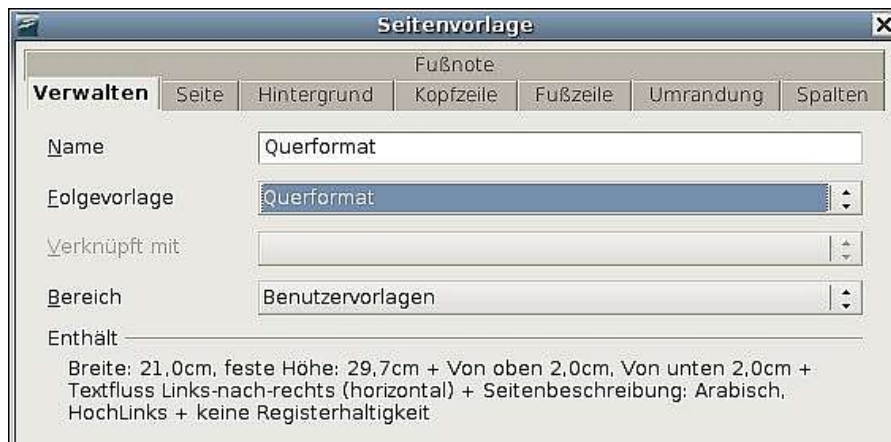 Seitenvorlage
Fußnote
Verwalten Seite Hintergrund Kopfzeile Fußzeile Umrandung Spalten
Name Querformat
Folgevorlage Querformat
Verknüpft mit
Bereich Benutzervorlagen
Enthält
Breite: 21,0cm, feste Höhe: 29,7cm + Von oben 2,0cm, Von unten 2,0cm +
Textfluss Links-nach-rechts (horizontal) + Seitenbeschreibung: Arabisch,
HochLinks + keine Registerhaltigkeit